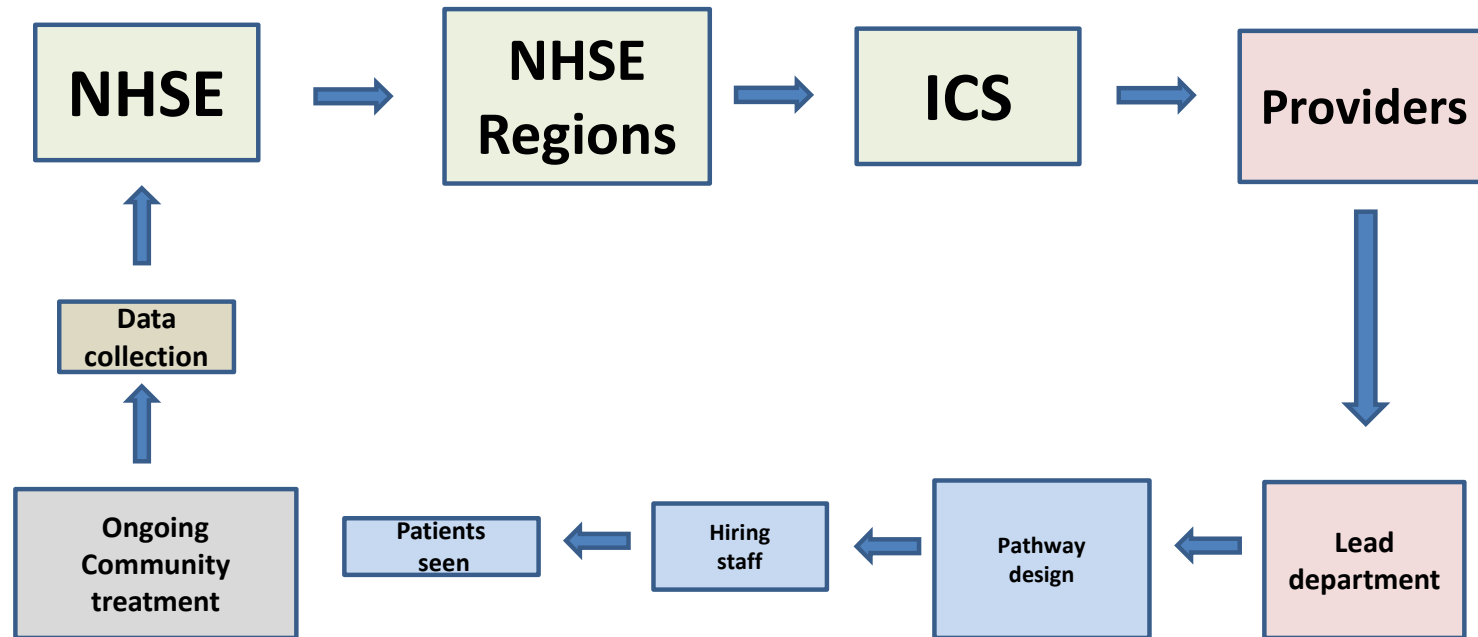 NHSE
NHSE
Regions
ICS
Providers
Data
collection
Ongoing
Community
treatment
Patients
seen
Hiring
staff
Pathway
design
Lead
department